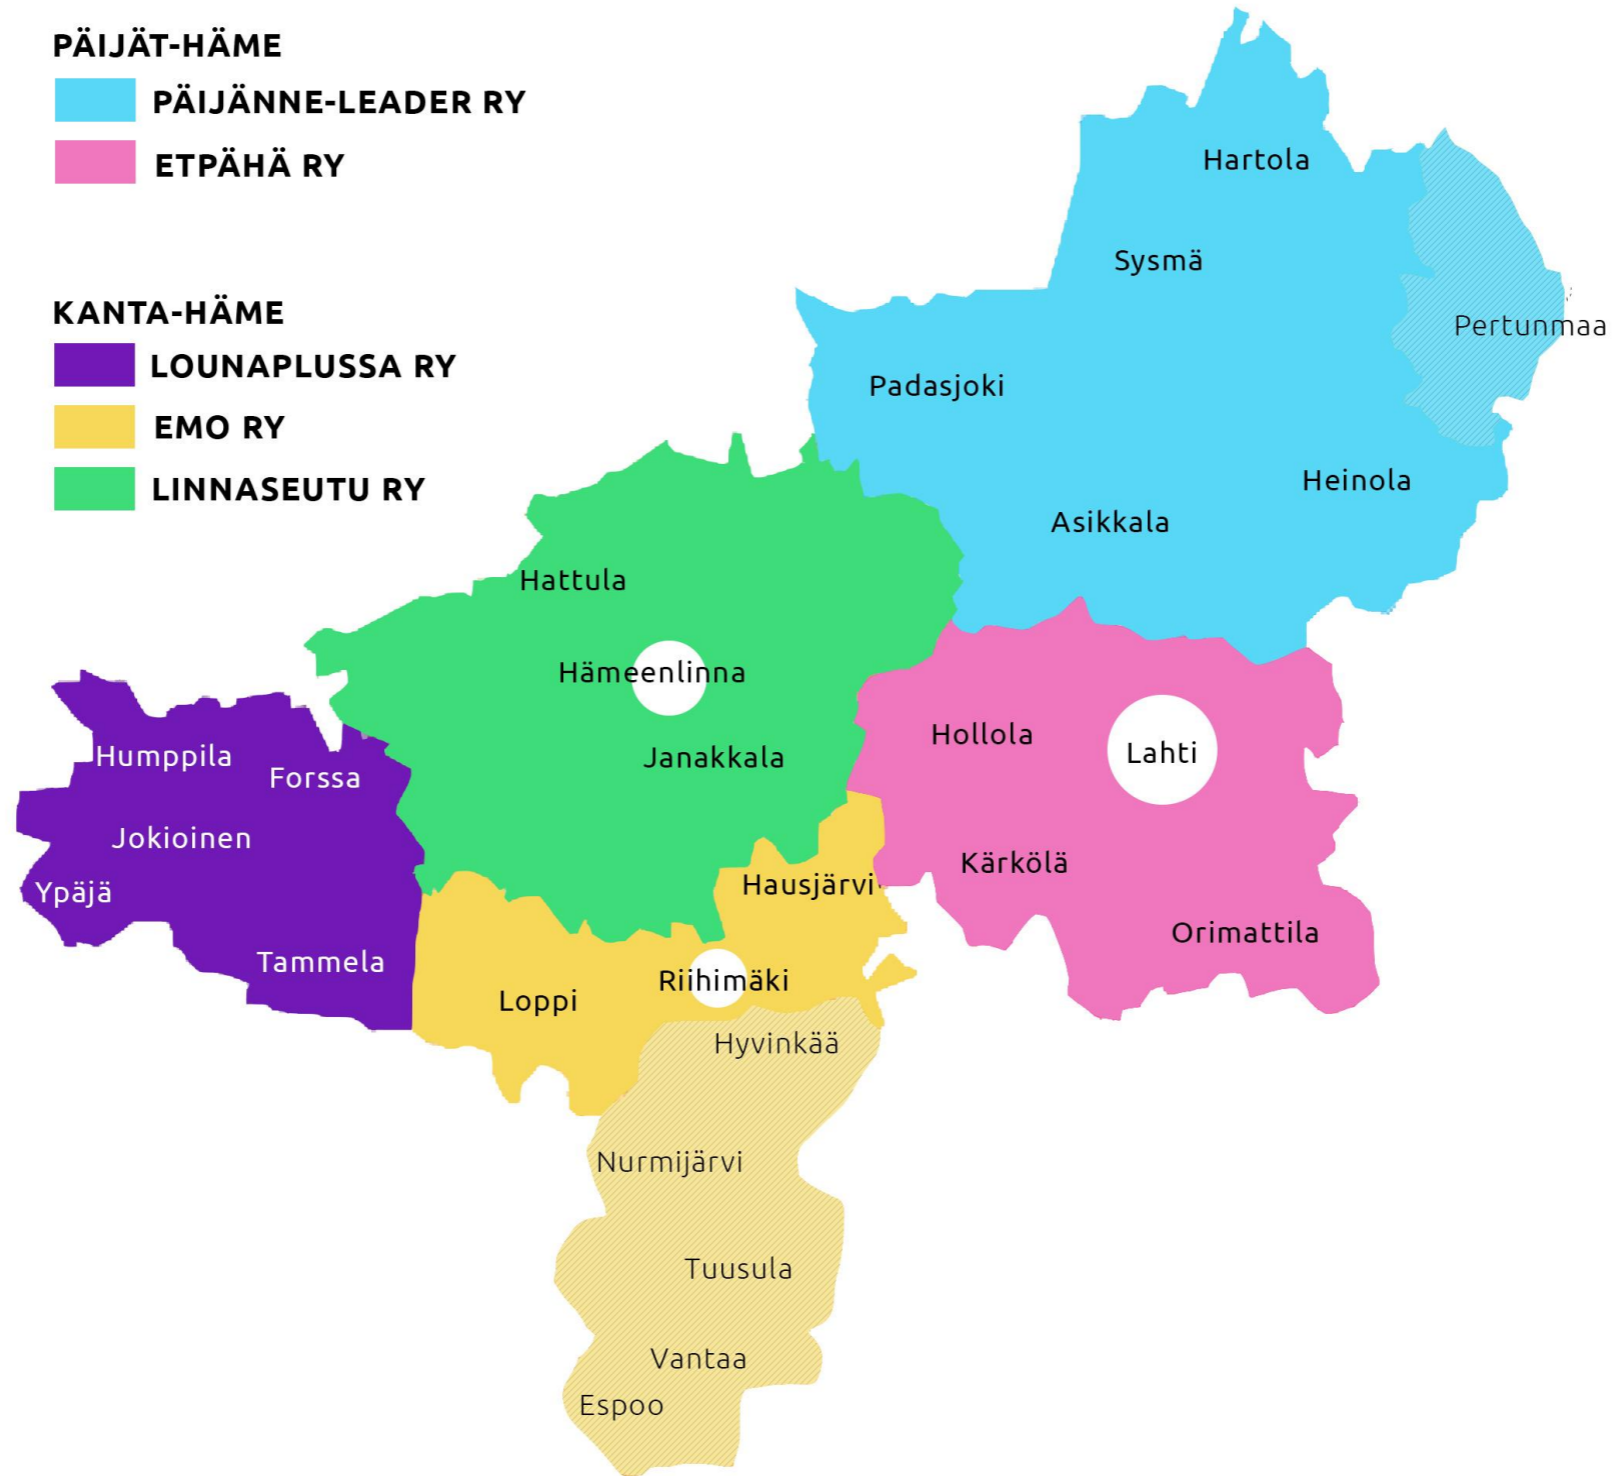 PÄIJÄT-HÄME
PÄIJÄNNE-LEADER RY
ETPÄHÄ RY
KANTA-HÄME
LOUNAPLUSSA RY
EMO RY
LINNASEUTU RY
Hartola
Sysmä
Pertunmaa
Padasjoki
Heinola
Asikkala
Hattula
Hämeenlinna
Janakkala
Hollola
Lahti
Kärkölä
Orimattila
Humppila
Forssa
Jokioinen
Ypäjä
Tammela
Hausjärvi
Riihimäki
Loppi
Hyvinkää
Nurmijärvi
Tuusula
Vantaa
Espoo